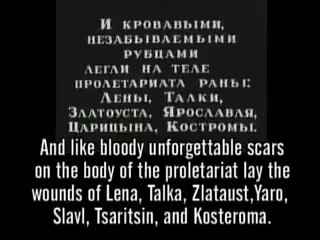 И КРОВАВЫМИ,
НЕЗАБЫВАЕМЫМИ
РУБЦАМИ
ЛЕГЛИ НА ТЕЛЕ
ПРОЛЕТАРИАТА РАНЫ:
ЛЕНЫ, ТАЛКИ,
ЗЛАТОУСТА, ЯРОСЛАВЛЯ,
ЦАРИЦЫНА, КОСТРОМЫ.
And like bloody unforgettable scars
on the body of the proletariat lay the
wounds of Lena, Talka, Zlataust,Yaro,
Slavl, Tsaritsin, and Kosteroma.